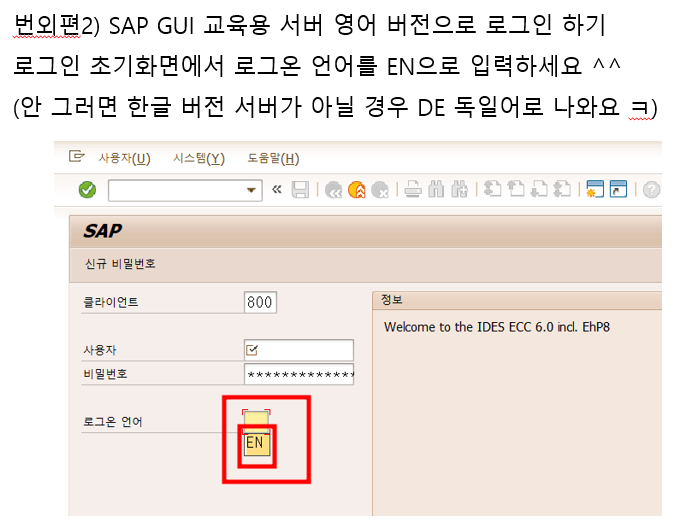 번외편2) SAP GUI 교육용 서버 영어 버전으로 로그인 하기
로그인 초기화면에서 로그온 언어를 EN으로 입력하세요 ^^
(안 그러면 한글 버전 서버가 아닐 경우 DE 독일어로 나와요 ㅋ)
사용자(U) 시스템(Y) 도움말(H)
SAP
신규 비밀번호
클라이언트 800
정보
Welcome to the IDES ECC 6.0 incl. EhP8
사용자
비밀번호 *************
로그온 언어
EN